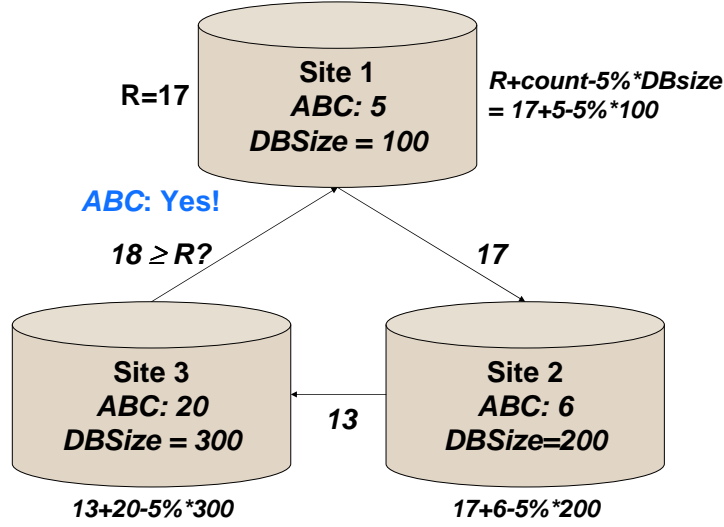 R=17
Site 1
ABC: 5
DBSize = 100
R+count-5%*DBsize
= 17+5-5%*100
ABC: Yes!
18 ≥ R?
17
Site 3
ABC: 20
DBSize = 300
13
Site 2
ABC: 6
DBSize=200
13+20-5%*300
17+6-5%*200